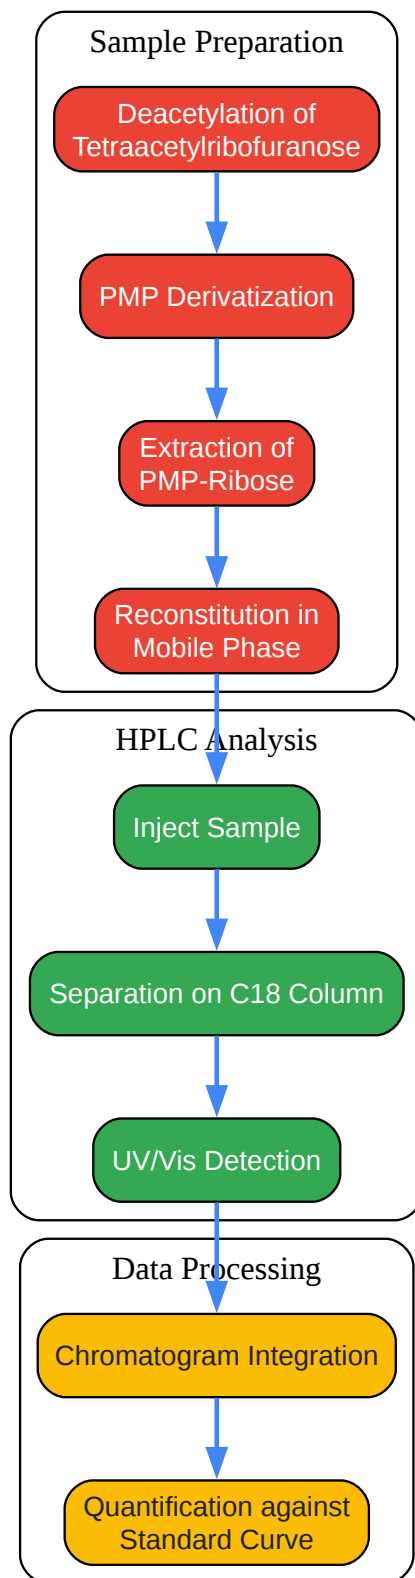 Sample Preparation
Deacetylation of
Tetraacetylribofuranose
PMP Derivatization
Extraction of
PMP-Ribose
Reconstitution in
Mobile Phase
HPLC Analysis
Inject Sample
Separation on C18 Column
UV/Vis Detection
Data Processing
Chromatogram Integration
Quantification against
Standard Curve